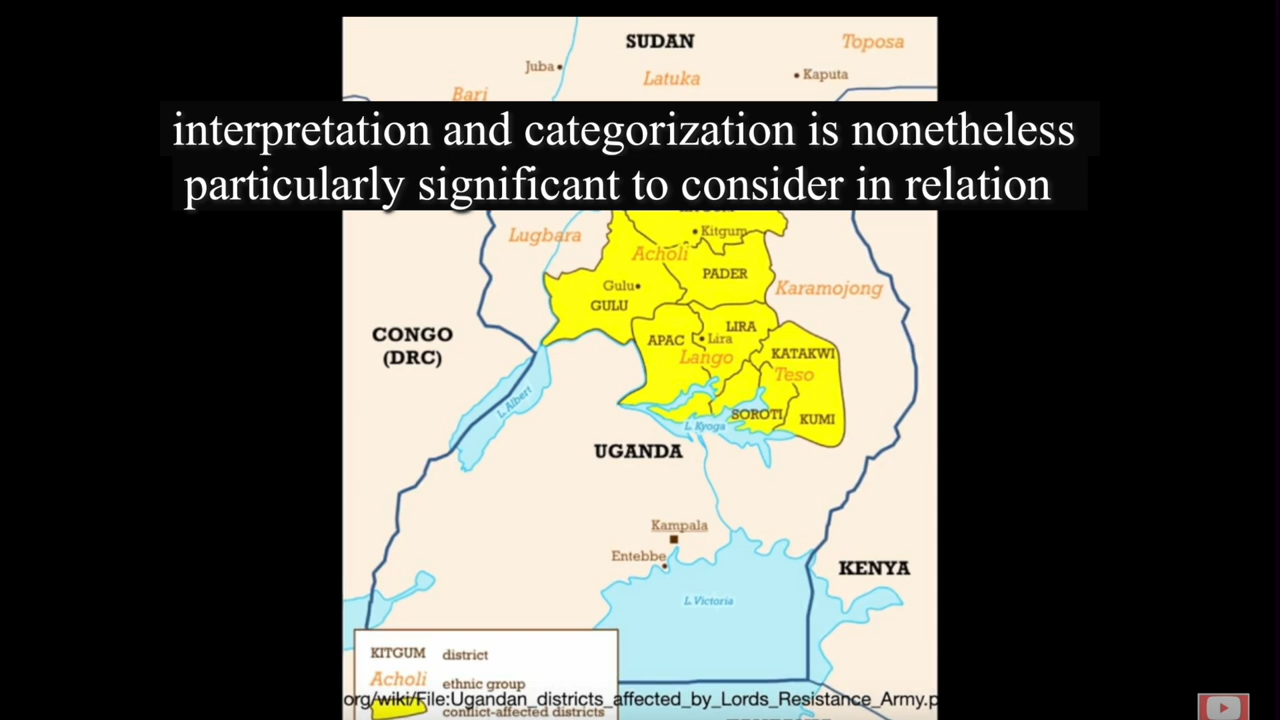 SUDAN
Toposa
Juba
Latuka
Kaputa
Bari
interpretation and categorization is nonetheless
particularly significant to consider in relation
Kitgum
Lugbara
Acholi
PADER
Gulu
Karamojong
GULU
LIRA
CONGO
(DRC)
APAC
Lira
KATAKWI
Lango
Teso
L. Albert
SOROTI
KUMI
L. Kyoga
UGANDA
Kampala
Entebbe
KENYA
L. Victoria
KITGUM district
Acholi ethnic group
org/wiki/File:Ugandan_districts_affected_by_Lords_Resistance_Army.p
conflict-affected districts